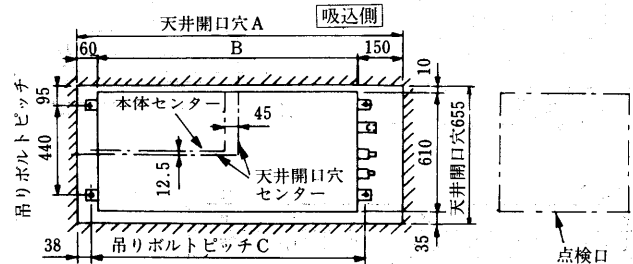 吸込側
天井開口穴A
60
B
150
10
95
吊りボルトピッチ
440
本体センター
45
12.5
天井開口穴
センター
610
天井開口穴655
38
吊りボルトピッチC
35
点検口